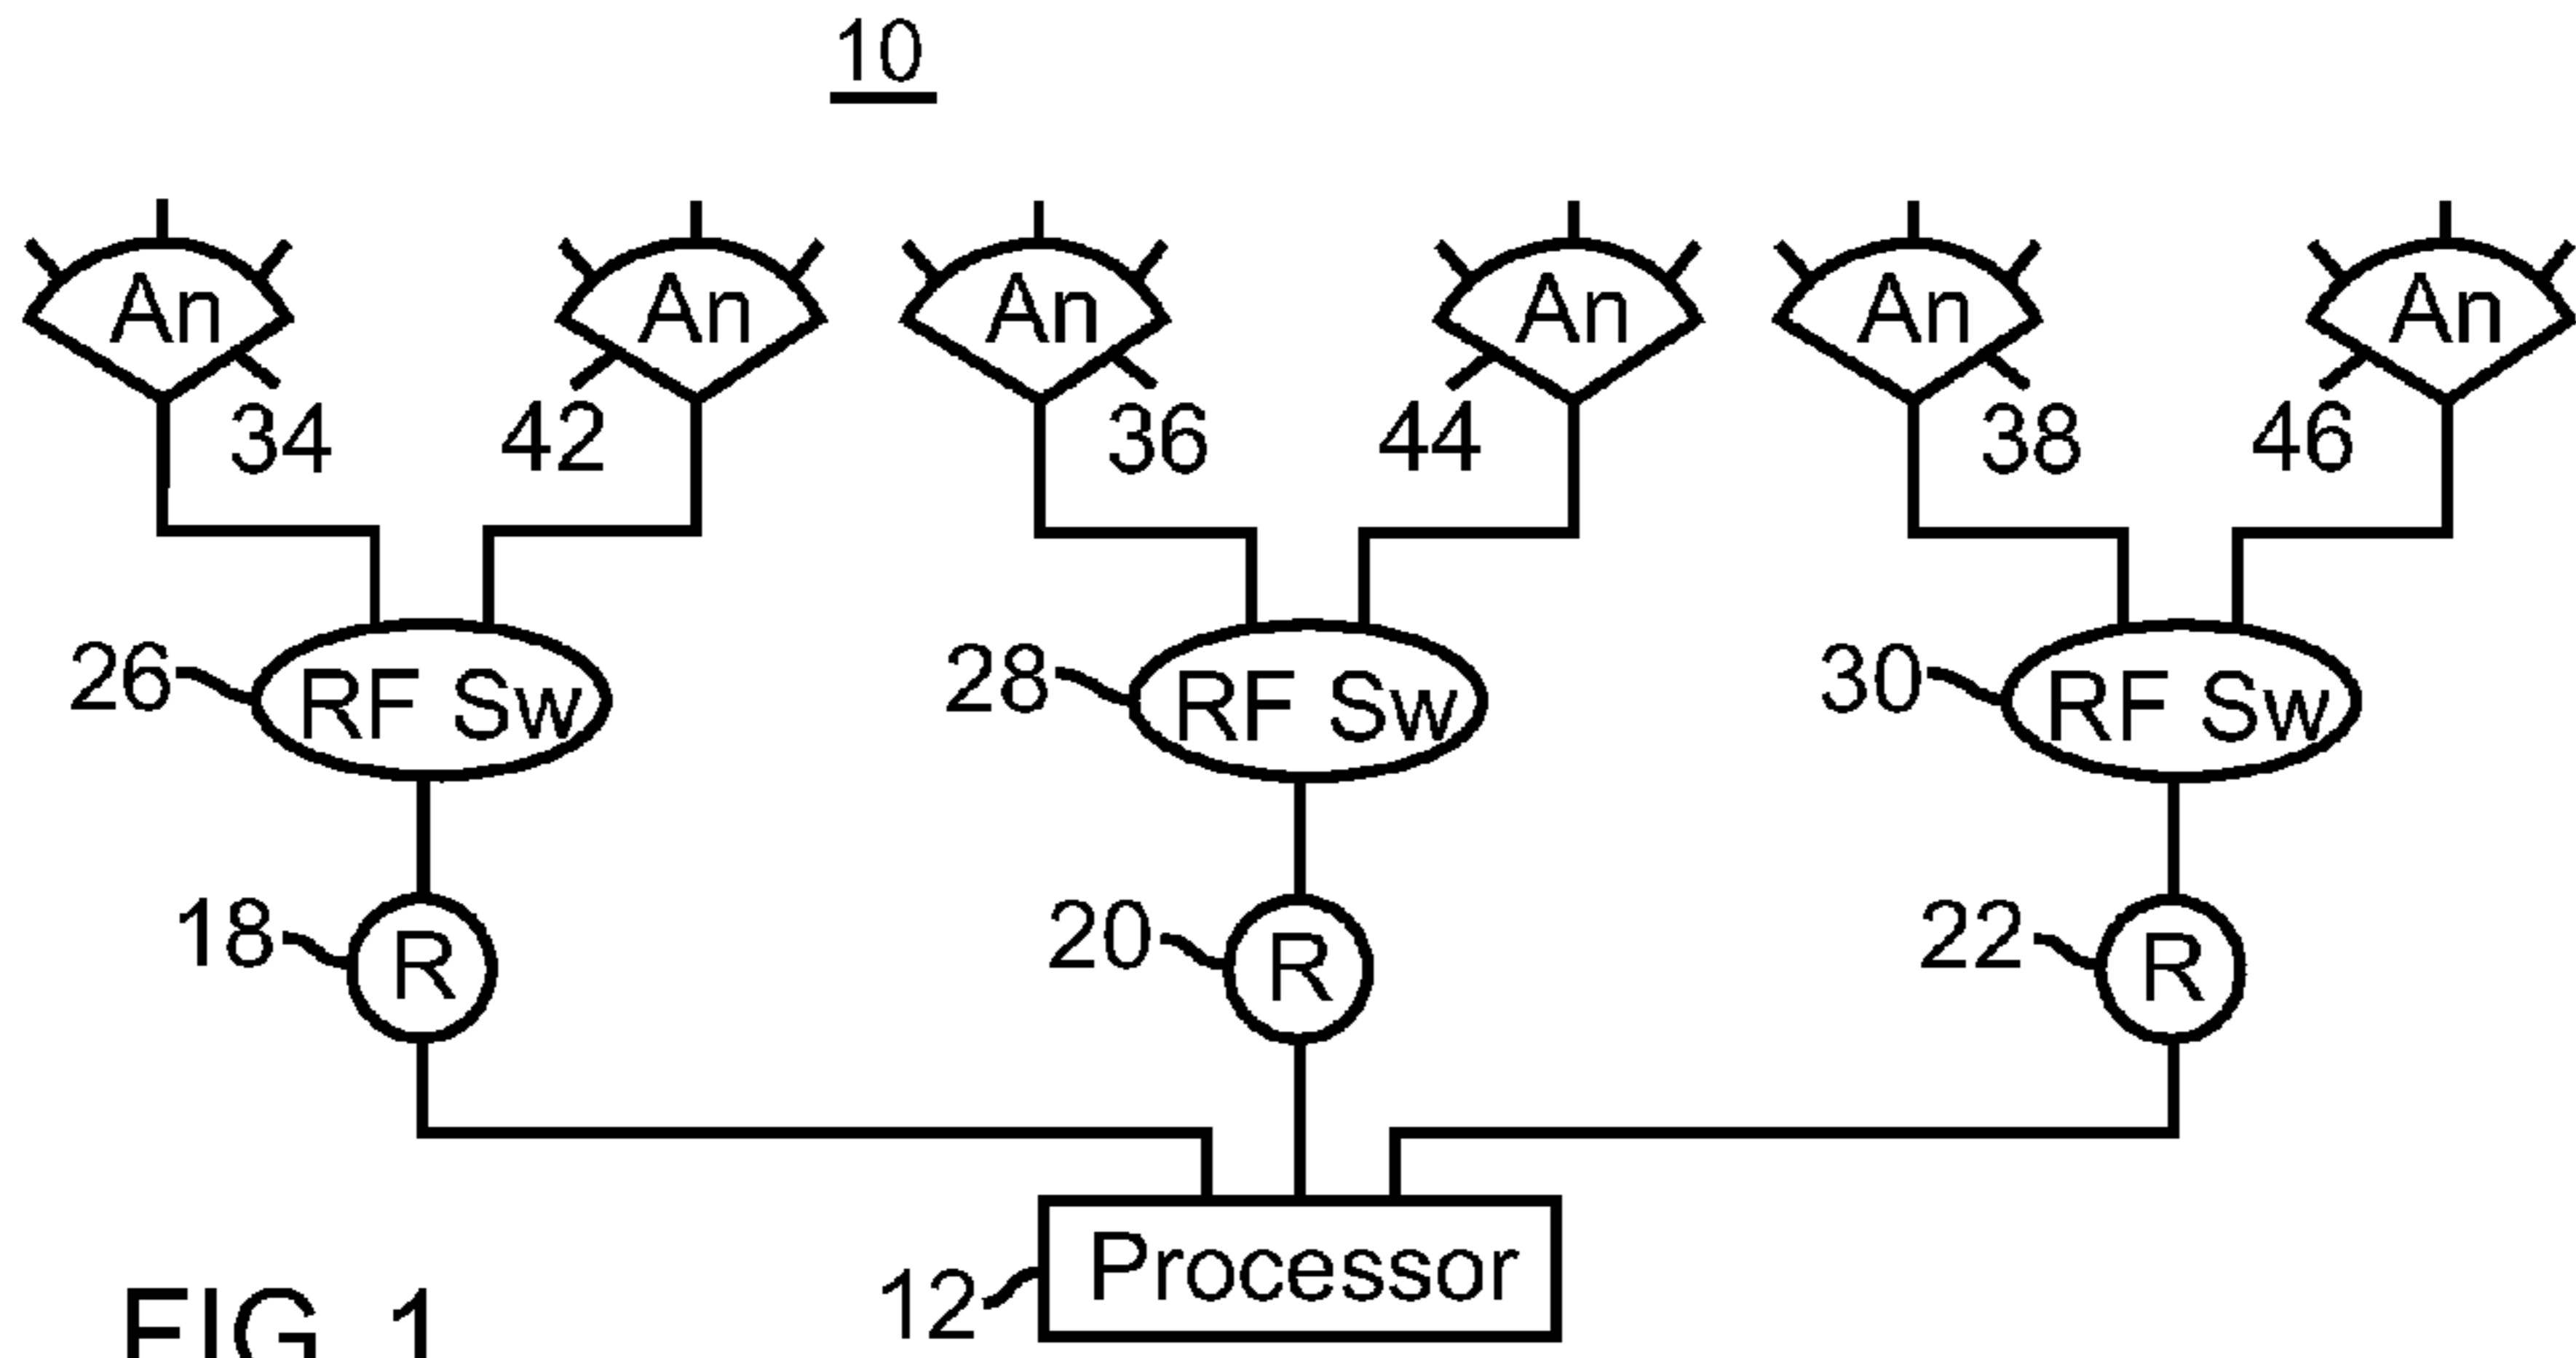 10
An An An An An An
34 42 36 44 38 46
26 RF Sw 28 RF Sw 30 RF Sw
18 R 20 R 22 R
12 Processor
FIG. 1